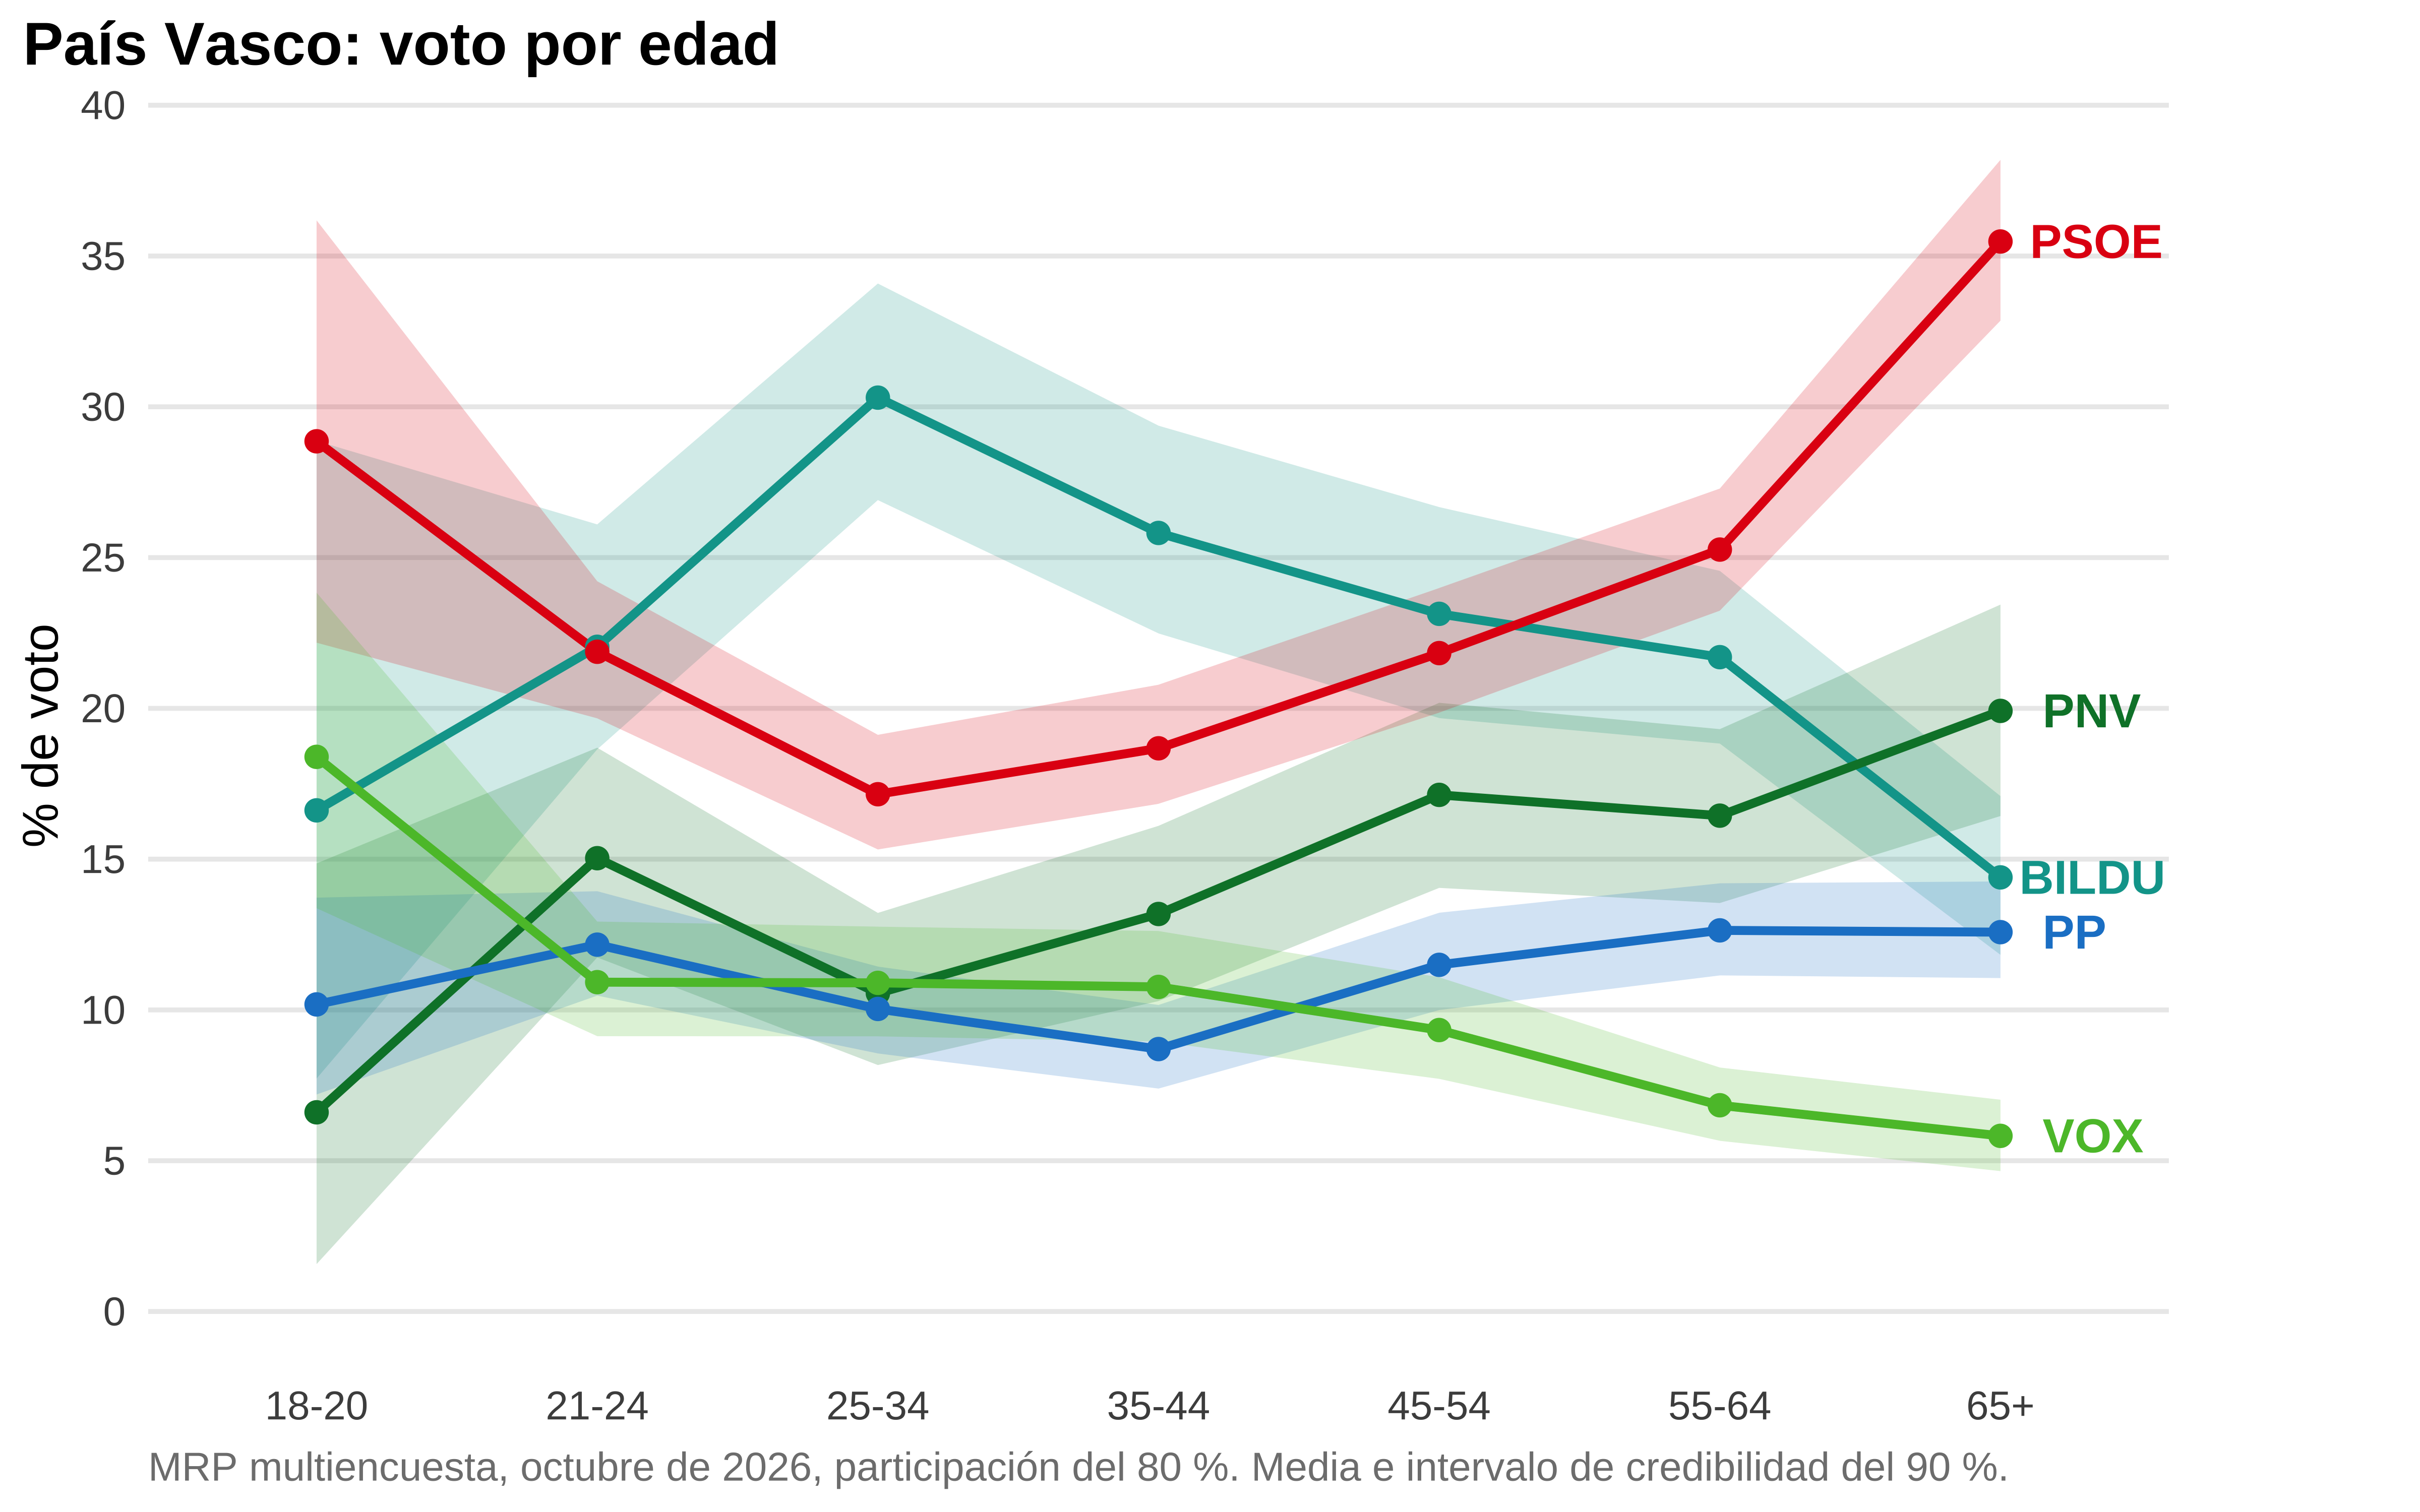 País Vasco: voto por edad
40
35
30
25
20
15
10
5
0
% de voto
PSOE
PNV
BILDU
PP
VOX
18-20 21-24 25-34 35-44 45-54 55-64 65+
MRP multiencuesta, octubre de 2026, participación del 80 %. Media e intervalo de credibilidad del 90 %.